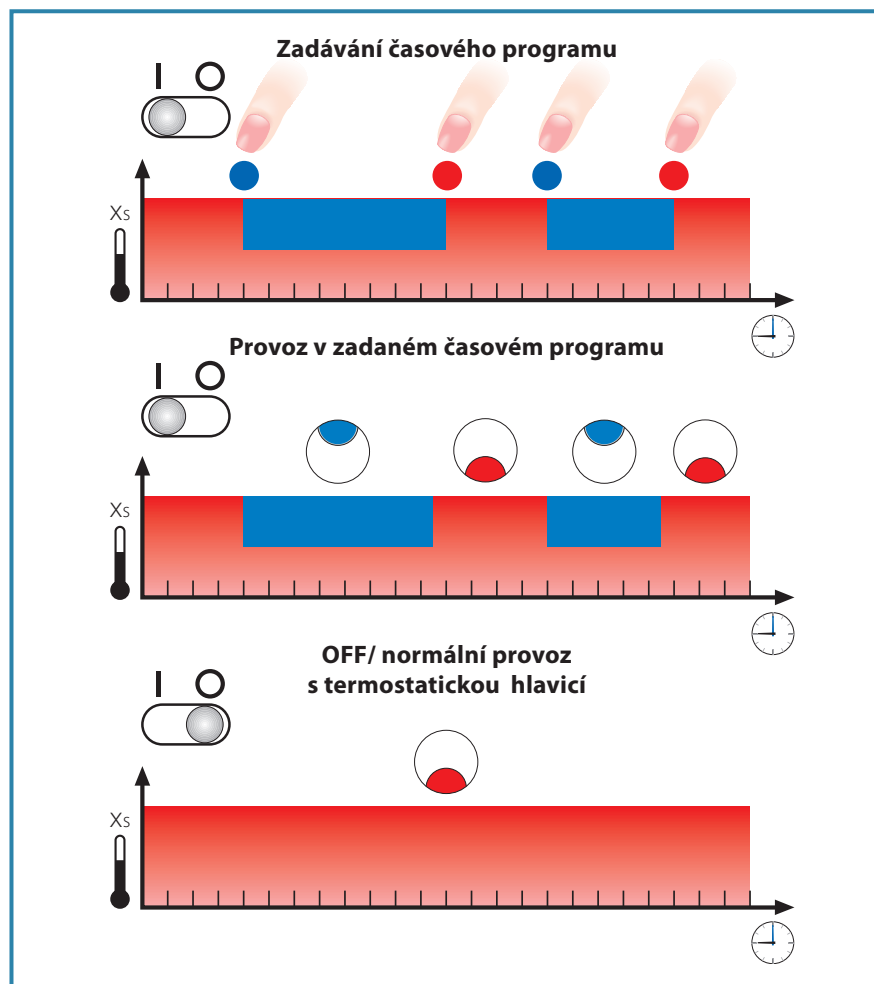 Zadávání časového programu
I O
Xs
Provoz v zadaném časovém programu
I O
Xs
OFF/ normální provoz
s termostatickou hlavicí
I O
Xs